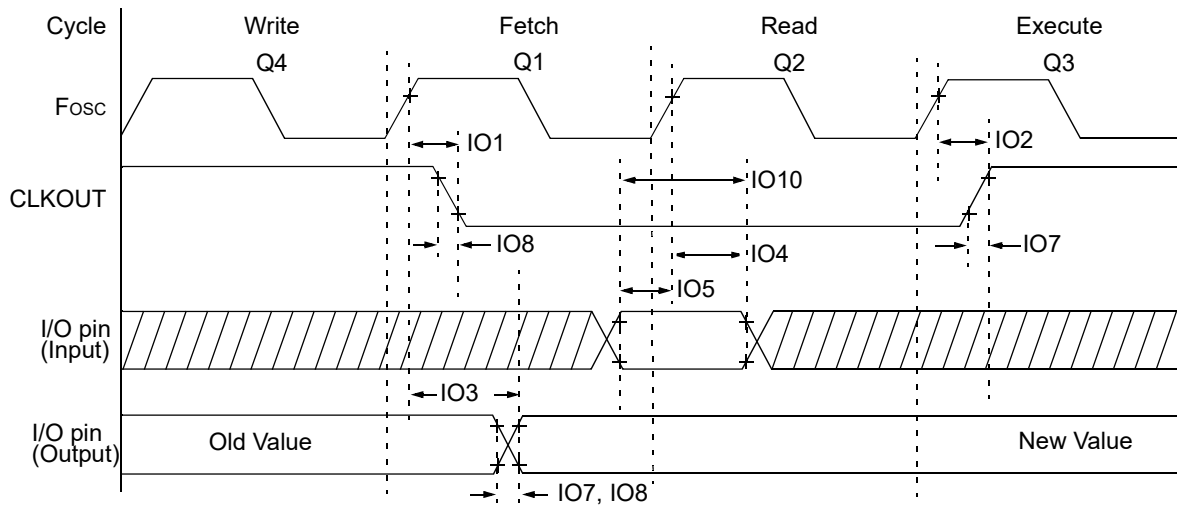 Cycle Write Fetch Read Execute
Q4 Q1 Q2 Q3
Fosc
IO1 IO2
CLKOUT
IO10
IO8 IO4 IO7
IO5
I/O pin
(Input)
IO3
I/O pin
(Output)
Old Value New Value
IO7, IO8